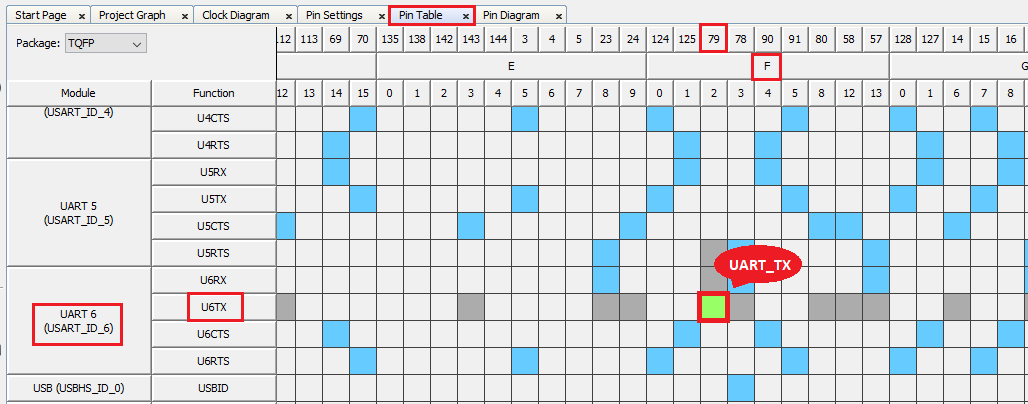 Start Page × Project Graph × Clock Diagram × Pin Settings × Pin Table × Pin Diagram ×
Package: TQFP
112 113 69 70 135 138 142 143 144 3 4 5 23 24 124 125 79 78 90 91 80 58 57 128 127 14 15 16
E F G
Module Function 12 13 14 15 0 1 2 3 4 5 6 7 8 9 0 1 2 3 4 5 8 12 13 0 1 6 7 8
(USART_ID_4) U4CTS
U4RTS
UART 5
(USART_ID_5)
U5RX
U5TX
U5CTS
U5RTS
UART_TX
UART 6
(USART_ID_6)
U6RX
U6TX
U6CTS
U6RTS
USB (USBHS_ID_0) USBID